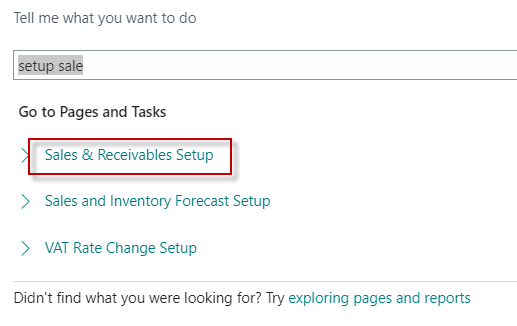 Tell me what you want to do
setup sale
Go to Pages and Tasks
Sales & Receivables Setup
Sales and Inventory Forecast Setup
VAT Rate Change Setup
Didn't find what you were looking for? Try exploring pages and reports